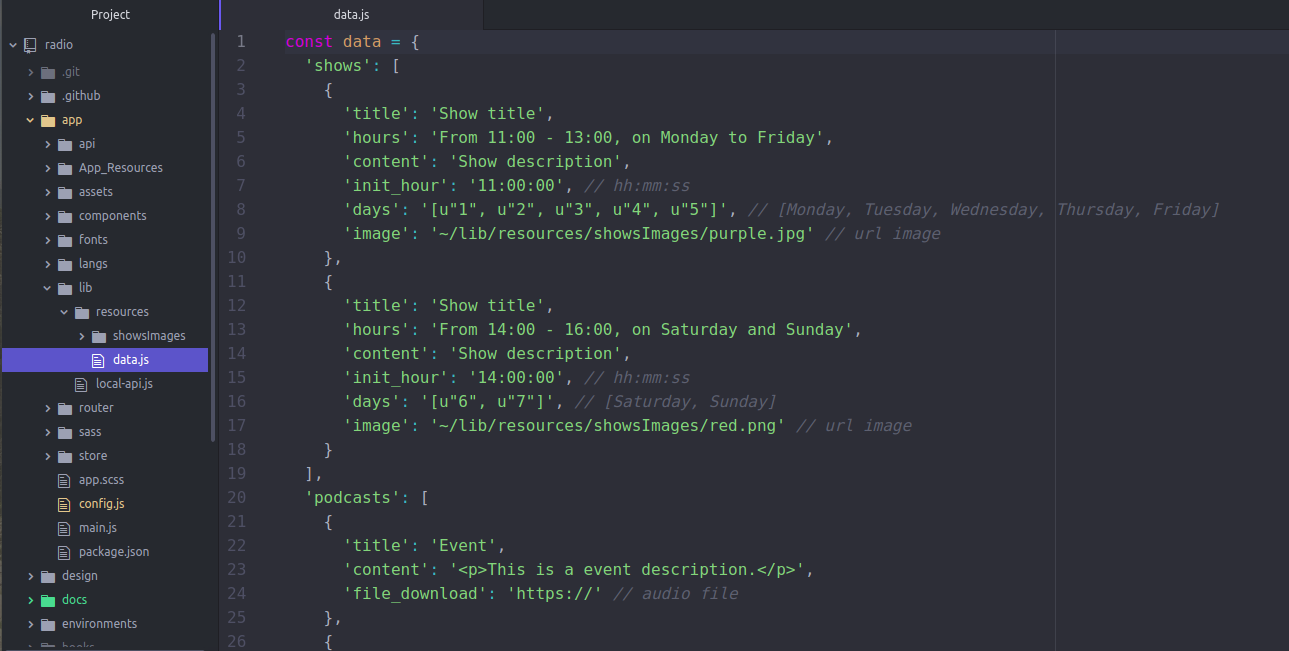 Project
radio
.git
.github
app
api
App_Resources
assets
components
fonts
langs
lib
resources
showsImages
data.js
local-api.js
router
sass
store
app.scss
config.js
main.js
package.json
design
docs
environments
hooks
data.js
1 const data = {
2 'shows': [
3 {
4 'title': 'Show title',
5 'hours': 'From 11:00 - 13:00, on Monday to Friday',
6 'content': 'Show description',
7 'init_hour': '11:00:00', // hh:mm:ss
8 'days': '[u"1", u"2", u"3", u"4", u"5"]', // [Monday, Tuesday, Wednesday, Thursday, Friday]
9 'image': '~/lib/resources/showsImages/purple.jpg' // url image
10 },
11 {
12 'title': 'Show title',
13 'hours': 'From 14:00 - 16:00, on Saturday and Sunday',
14 'content': 'Show description',
15 'init_hour': '14:00:00', // hh:mm:ss
16 'days': '[u"6", u"7"]', // [Saturday, Sunday]
17 'image': '~/lib/resources/showsImages/red.png' // url image
18 }
19 ],
20 'podcasts': [
21 {
22 'title': 'Event',
23 'content': '<p>This is a event description.</p>',
24 'file_download': 'https://' // audio file
25 },
26 {